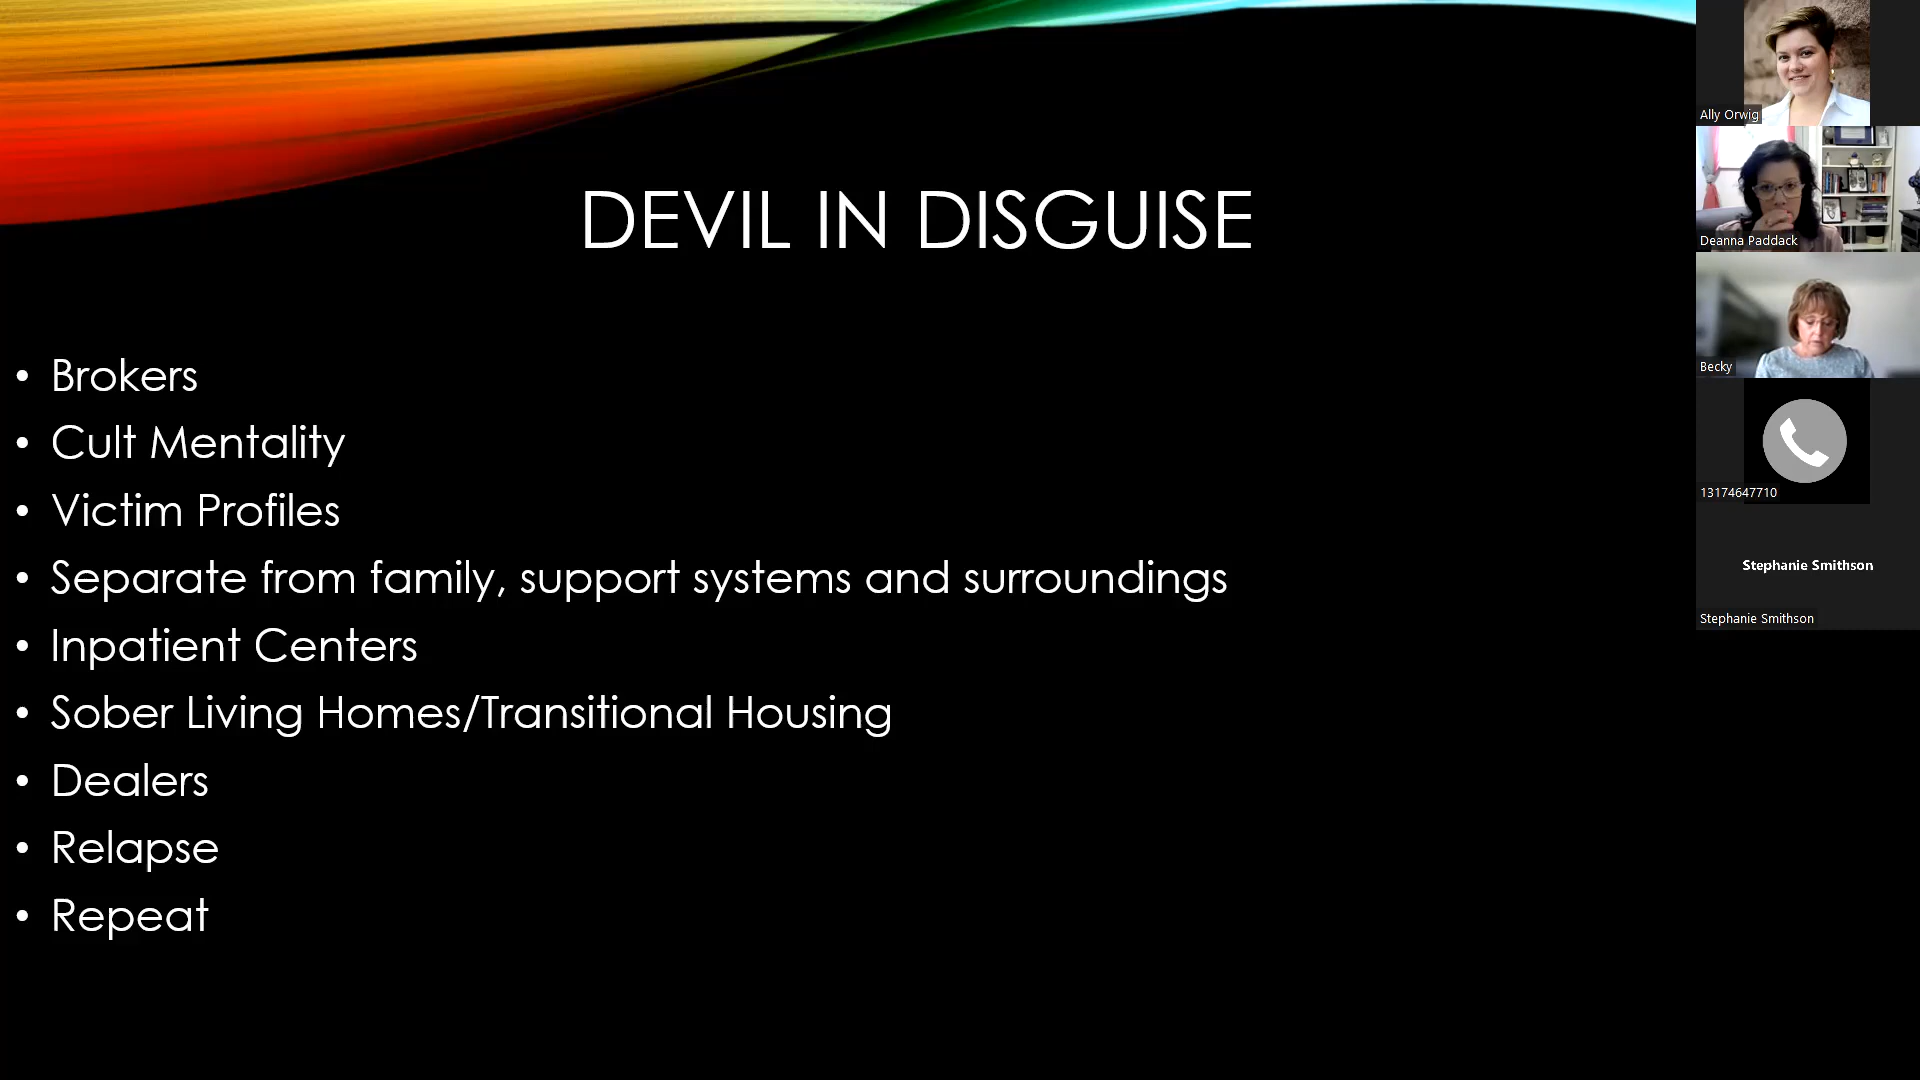 DEVIL IN DISGUISE
• Brokers
• Cult Mentality
• Victim Profiles
• Separate from family, support systems and surroundings
• Inpatient Centers
• Sober Living Homes/Transitional Housing
• Dealers
• Relapse
• Repeat
Ally Orwig
Deanna Paddack
Becky
13174647710
Stephanie Smithson
Stephanie Smithson